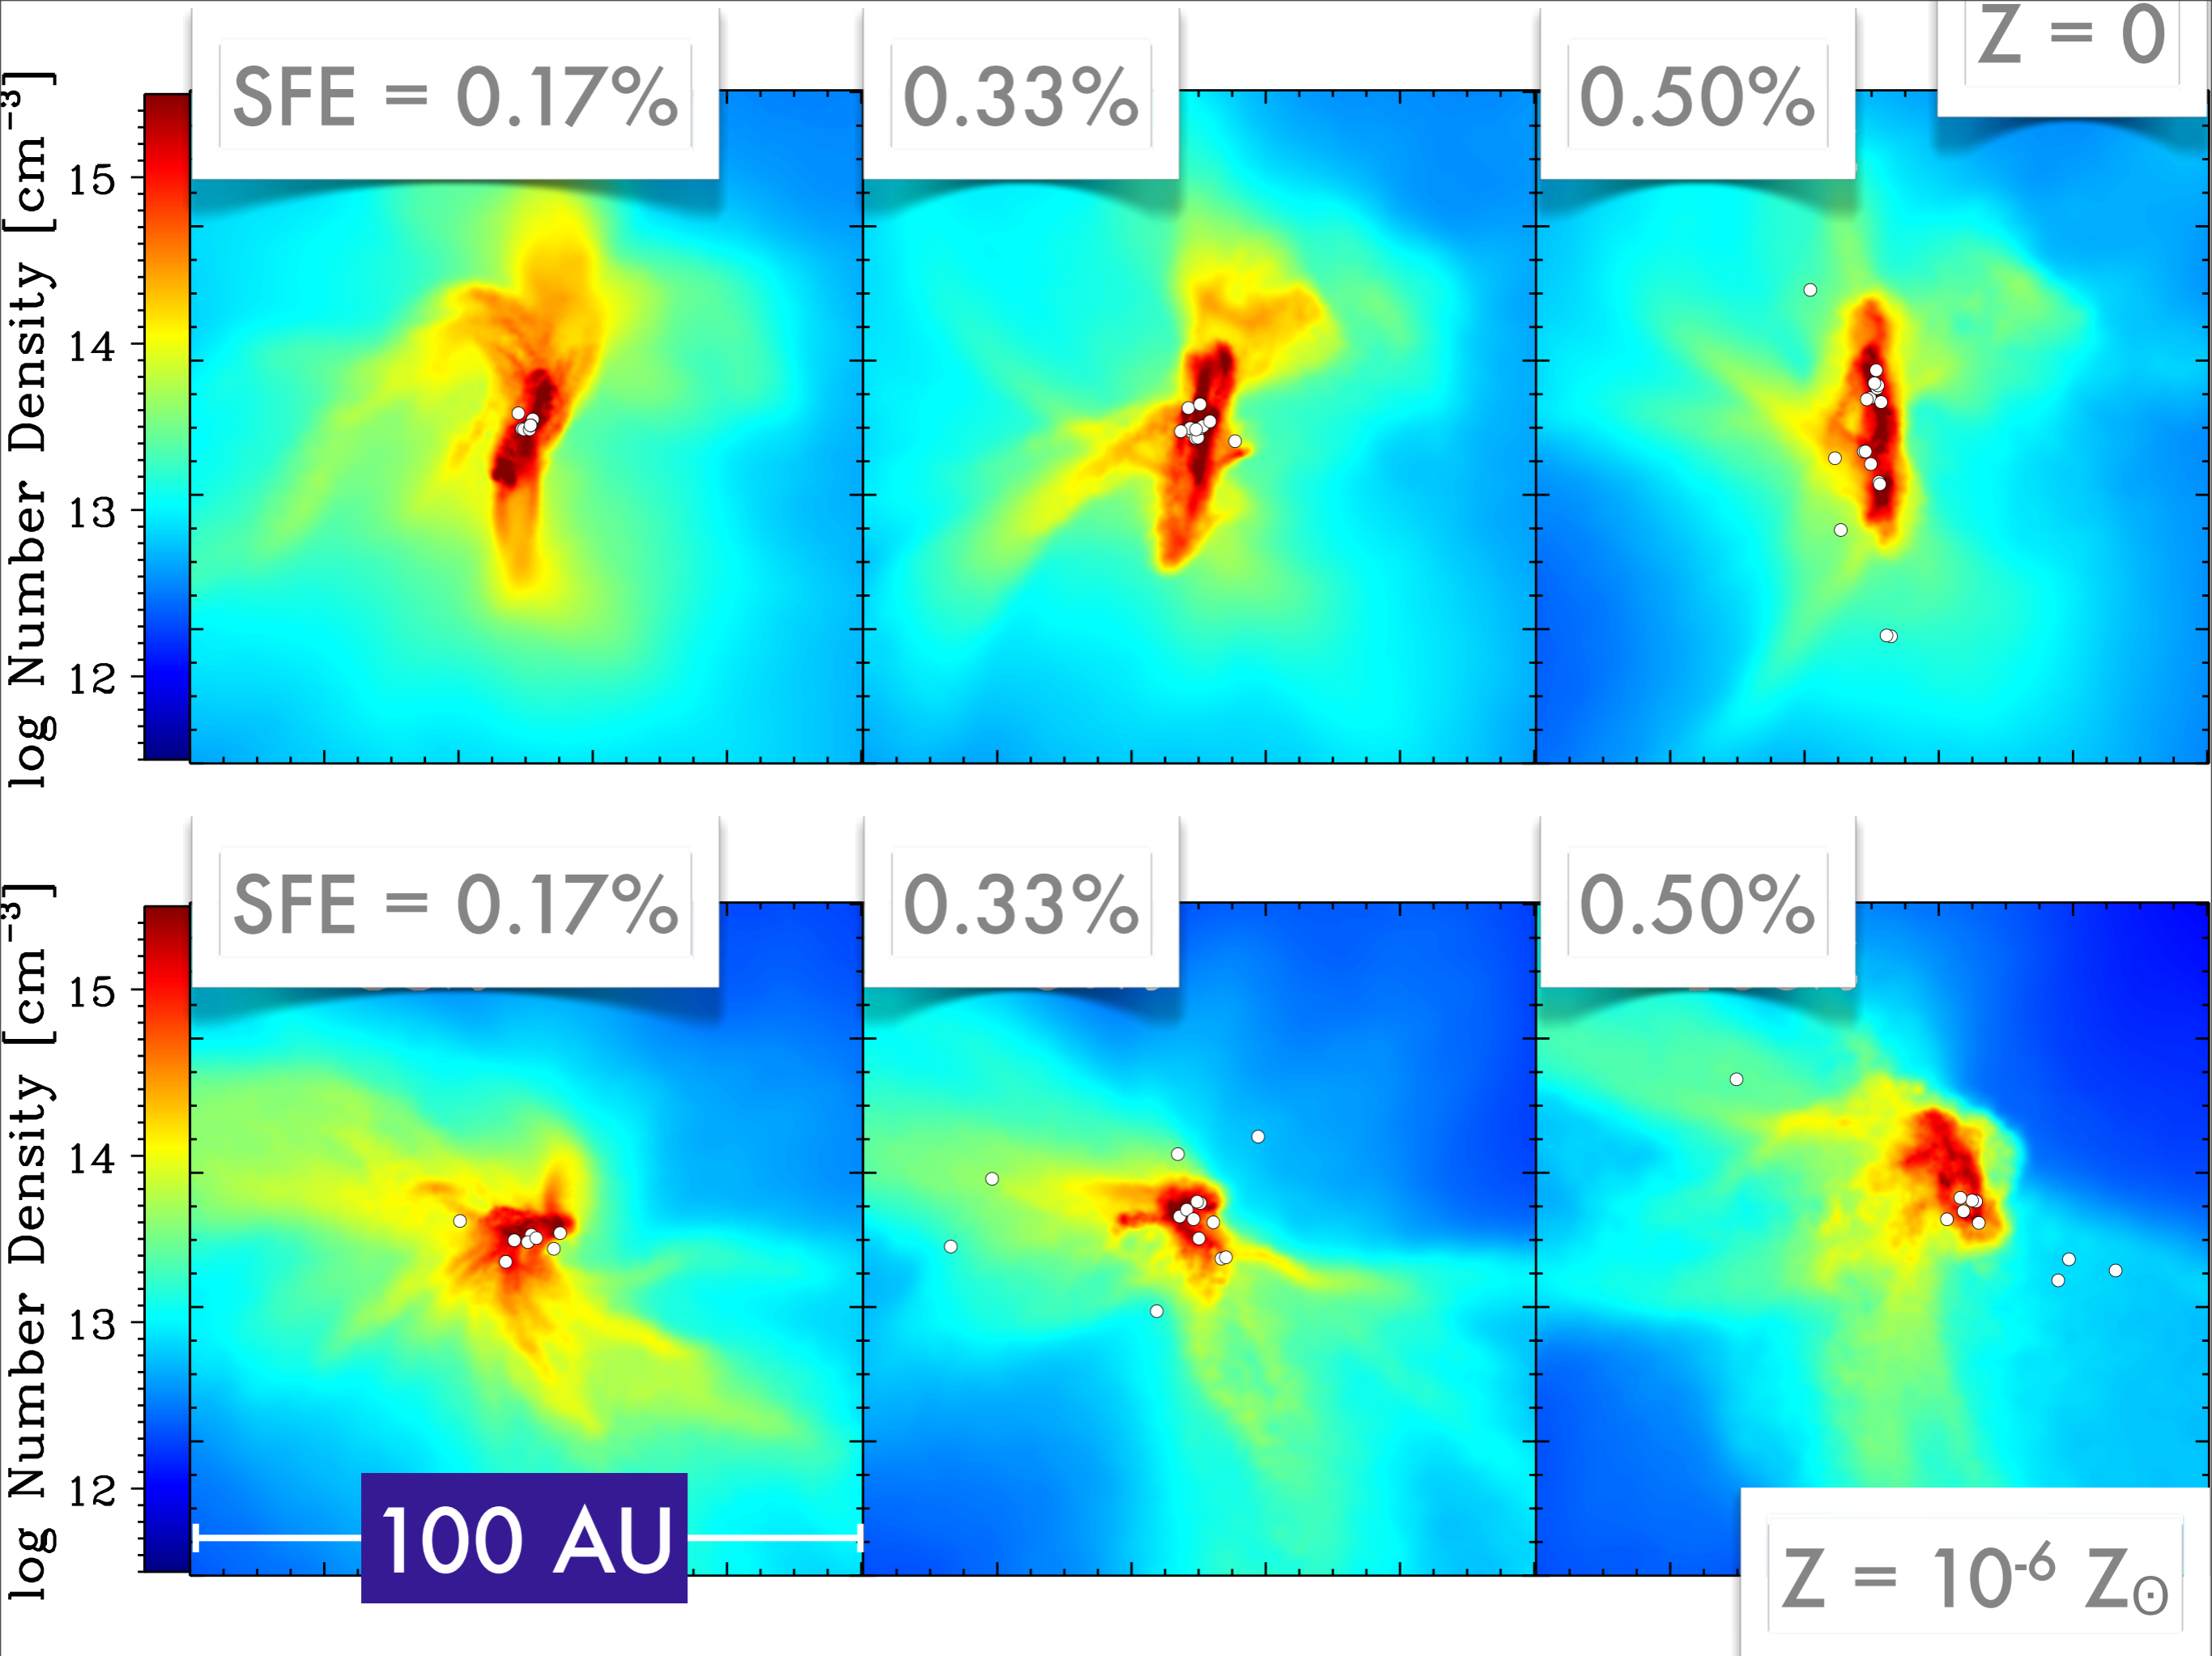 SFE = 0.17%
0.33%
0.50%
Z = 0
log Number Density [cm⁻³]
15
14
13
12
SFE = 0.17%
0.33%
0.50%
log Number Density [cm⁻³]
15
14
13
12
100 AU
Z = 10⁻⁶ Z☉